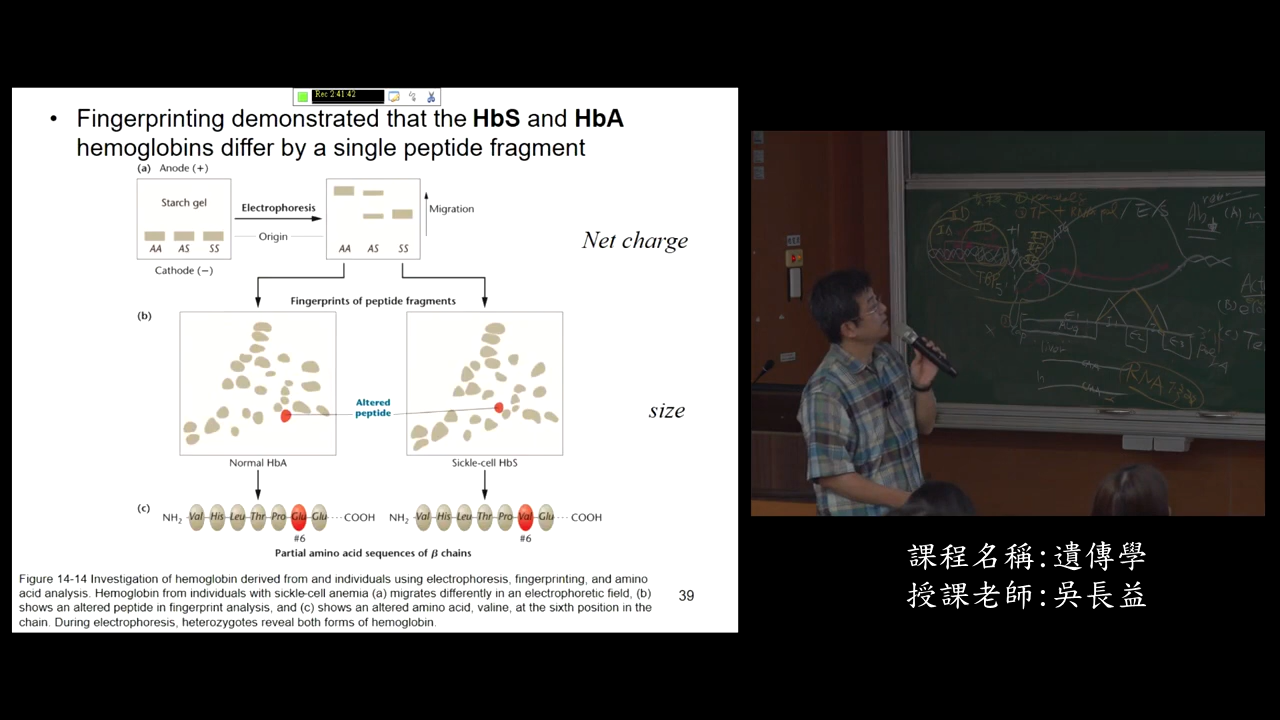 Rec 2:41:42
• Fingerprinting demonstrated that the HbS and HbA
hemoglobins differ by a single peptide fragment
(a) Anode (+)
Starch gel
AA AS SS
Electrophoresis
Origin
AA AS SS
Migration
Cathode (−)
Net charge
Fingerprints of peptide fragments
(b)
Altered
peptide
size
Normal HbA
Sickle-cell HbS
(c)
NH2 Val His Leu Thr Pro Glu Glu COOH
#6
NH2 Val His Leu Thr Pro Val Glu COOH
#6
Partial amino acid sequences of β chains
Figure 14-14 Investigation of hemoglobin derived from and individuals using electrophoresis, fingerprinting, and amino
acid analysis. Hemoglobin from individuals with sickle-cell anemia (a) migrates differently in an electrophoretic field, (b)
shows an altered peptide in fingerprint analysis, and (c) shows an altered amino acid, valine, at the sixth position in the
chain. During electrophoresis, heterozygotes reveal both forms of hemoglobin.
39
RNA
課程名稱:遺傳學
授課老師:吳長益